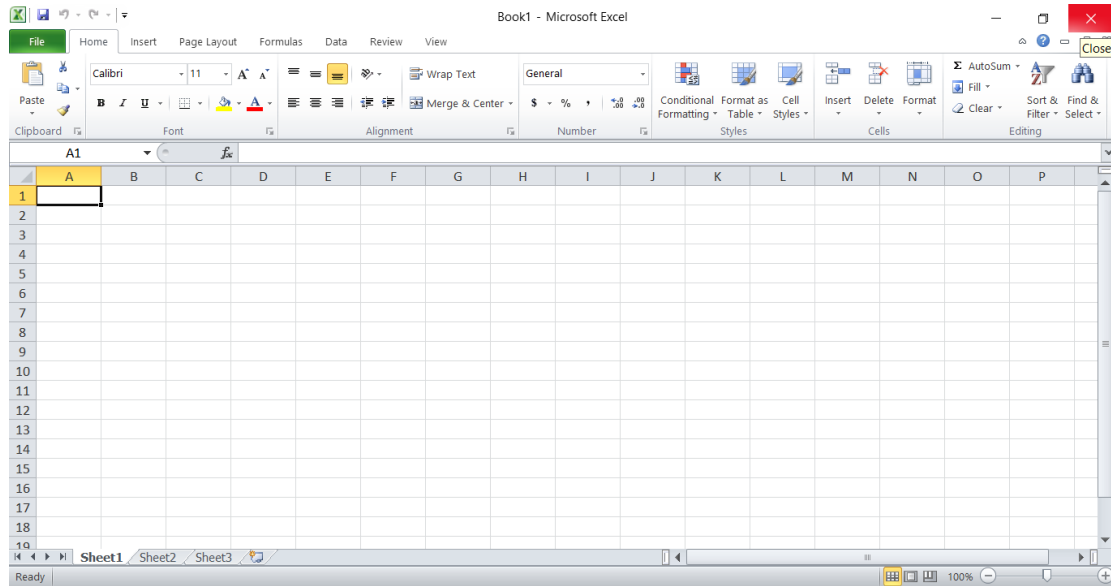 Book1 - Microsoft Excel
File Home Insert Page Layout Formulas Data Review View
Close
Calibri 11 Wrap Text General Σ AutoSum
Fill
Paste B I U A Merge & Center $ % , Conditional Format as Cell Insert Delete Format Clear Sort & Find &
Formatting Table Styles Filter Select
Clipboard Font Alignment Number Styles Cells Editing
A1 fx
A B C D E F G H I J K L M N O P
1
2
3
4
5
6
7
8
9
10
11
12
13
14
15
16
17
18
19
Sheet1 Sheet2 Sheet3
Ready 100%